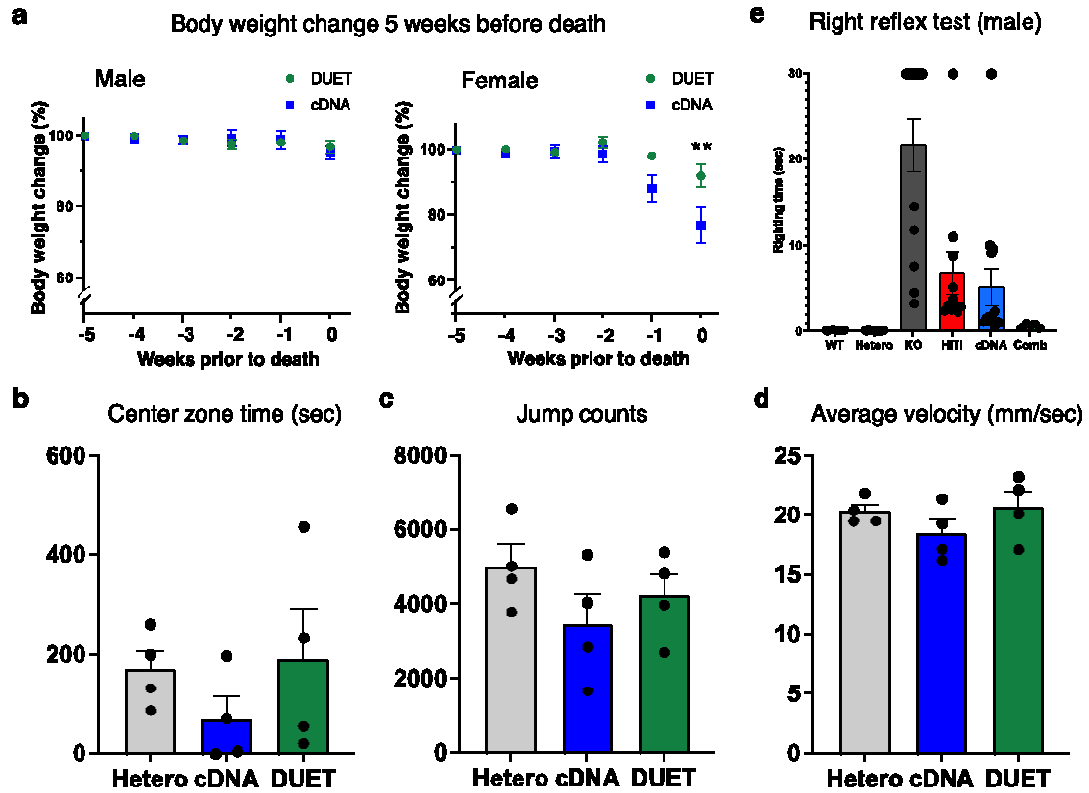 a
Body weight change 5 weeks before death
Male
DUET
cDNA
Body weight change (%)
100
80
60
-5 -4 -3 -2 -1 0
Weeks prior to death
Female
DUET
cDNA
**
Body weight change (%)
100
80
60
-5 -4 -3 -2 -1 0
Weeks prior to death
e
Right reflex test (male)
Righting time (sec)
30
20
10
0
WT Hetero KO HITI cDNA Comb
b
Center zone time (sec)
600
400
200
0
Hetero cDNA DUET
c
Jump counts
8000
6000
4000
2000
0
Hetero cDNA DUET
d
Average velocity (mm/sec)
25
20
15
10
5
0
Hetero cDNA DUET